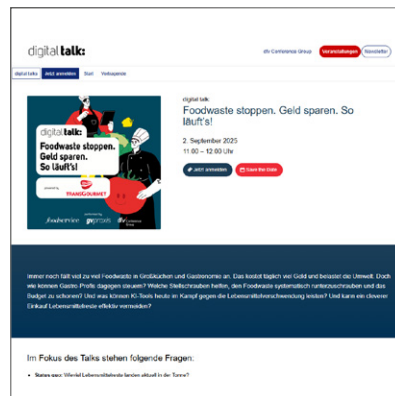 digital talk:
dfv Conference Group
Veranstaltungen
Newsletter
digital talks
Jetzt anmelden
Start
Vortragende
digital talk:
Foodwaste stoppen.
Geld sparen.
So läuft's!
powered by
TRANSGOURMET
foodservice
gvpraxis
dfv
digital talk:
Foodwaste stoppen. Geld sparen. So
läuft's!
2. September 2025
11:00 – 12:00 Uhr
Jetzt anmelden
Save the Date
Immer noch fällt viel zu viel Foodwaste in Großküchen und Gastronomie an. Das kostet täglich viel Geld und belastet die Umwelt. Doch
wie können Gastro-Profis dagegen steuern? Welche Stellschrauben helfen, den Foodwaste systematisch runterzuschrauben und das
Budget zu schonen? Und was können KI-Tools heute im Kampf gegen die Lebensmittelverschwendung leisten? Und kann ein cleverer
Einkauf Lebensmittelreste effektiv vermeiden?
Im Fokus des Talks stehen folgende Fragen:
Status quo: Wieviel Lebensmittelreste landen aktuell in der Tonne?